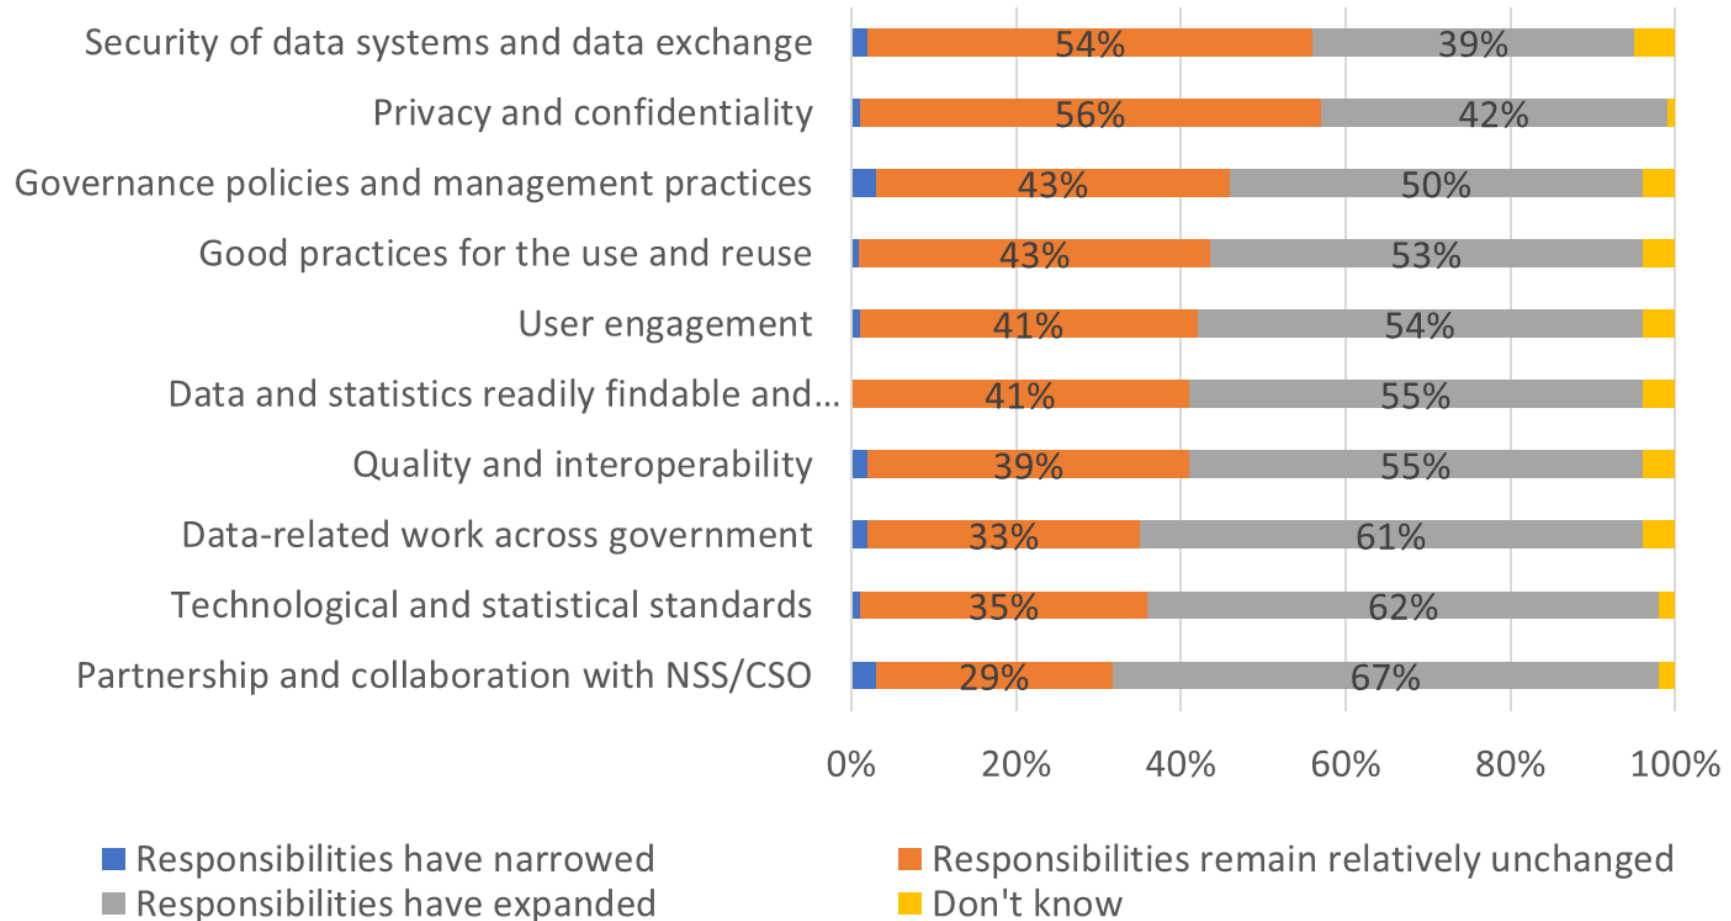 Security of data systems and data exchange 54% 39%
Privacy and confidentiality 56% 42%
Governance policies and management practices 43% 50%
Good practices for the use and reuse 43% 53%
User engagement 41% 54%
Data and statistics readily findable and... 41% 55%
Quality and interoperability 39% 55%
Data-related work across government 33% 61%
Technological and statistical standards 35% 62%
Partnership and collaboration with NSS/CSO 29% 67%
0% 20% 40% 60% 80% 100%
Responsibilities have narrowed Responsibilities remain relatively unchanged
Responsibilities have expanded Don't know